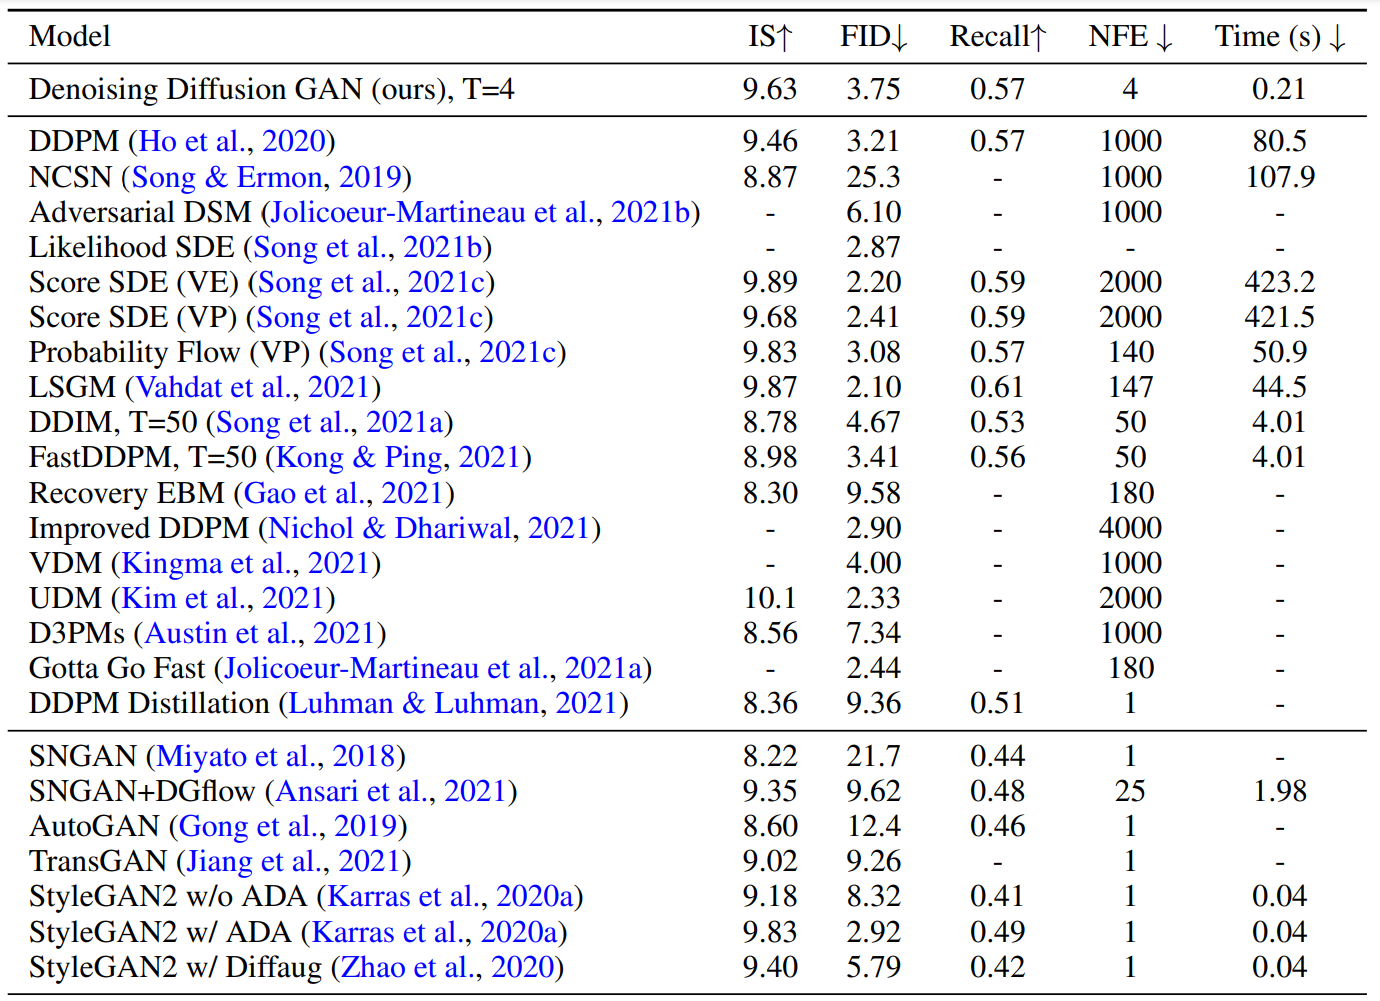 Model IS↑ FID↓ Recall↑ NFE ↓ Time (s) ↓
Denoising Diffusion GAN (ours), T=4 9.63 3.75 0.57 4 0.21
DDPM (Ho et al., 2020) 9.46 3.21 0.57 1000 80.5
NCSN (Song & Ermon, 2019) 8.87 25.3 - 1000 107.9
Adversarial DSM (Jolicoeur-Martineau et al., 2021b) - 6.10 - 1000 -
Likelihood SDE (Song et al., 2021b) - 2.87 - - -
Score SDE (VE) (Song et al., 2021c) 9.89 2.20 0.59 2000 423.2
Score SDE (VP) (Song et al., 2021c) 9.68 2.41 0.59 2000 421.5
Probability Flow (VP) (Song et al., 2021c) 9.83 3.08 0.57 140 50.9
LSGM (Vahdat et al., 2021) 9.87 2.10 0.61 147 44.5
DDIM, T=50 (Song et al., 2021a) 8.78 4.67 0.53 50 4.01
FastDDPM, T=50 (Kong & Ping, 2021) 8.98 3.41 0.56 50 4.01
Recovery EBM (Gao et al., 2021) 8.30 9.58 - 180 -
Improved DDPM (Nichol & Dhariwal, 2021) - 2.90 - 4000 -
VDM (Kingma et al., 2021) - 4.00 - 1000 -
UDM (Kim et al., 2021) 10.1 2.33 - 2000 -
D3PMs (Austin et al., 2021) 8.56 7.34 - 1000 -
Gotta Go Fast (Jolicoeur-Martineau et al., 2021a) - 2.44 - 180 -
DDPM Distillation (Luhman & Luhman, 2021) 8.36 9.36 0.51 1 -
SNGAN (Miyato et al., 2018) 8.22 21.7 0.44 1 -
SNGAN+DGflow (Ansari et al., 2021) 9.35 9.62 0.48 25 1.98
AutoGAN (Gong et al., 2019) 8.60 12.4 0.46 1 -
TransGAN (Jiang et al., 2021) 9.02 9.26 - 1 -
StyleGAN2 w/o ADA (Karras et al., 2020a) 9.18 8.32 0.41 1 0.04
StyleGAN2 w/ ADA (Karras et al., 2020a) 9.83 2.92 0.49 1 0.04
StyleGAN2 w/ Diffaug (Zhao et al., 2020) 9.40 5.79 0.42 1 0.04